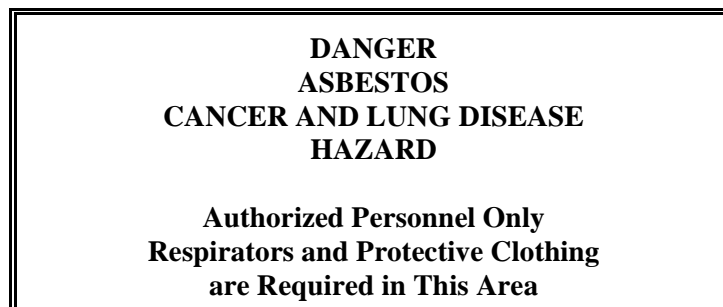 DANGER
ASBESTOS
CANCER AND LUNG DISEASE
HAZARD
Authorized Personnel Only
Respirators and Protective Clothing
are Required in This Area